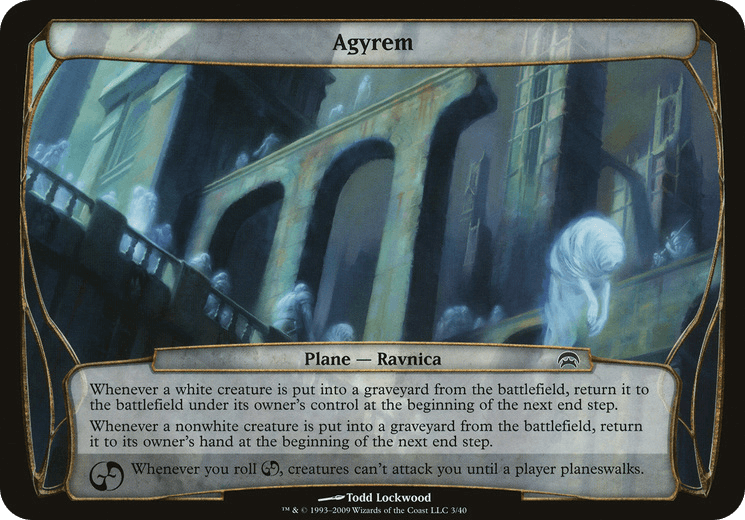 Agyrem
Plane — Ravnica
Whenever a white creature is put into a graveyard from the battlefield, return it to
the battlefield under its owner's control at the beginning of the next end step.
Whenever a nonwhite creature is put into a graveyard from the battlefield, return
it to its owner's hand at the beginning of the next end step.
Whenever you roll , creatures can't attack you until a player planeswalks.
Todd Lockwood
™ & © 1993–2009 Wizards of the Coast LLC 3/40